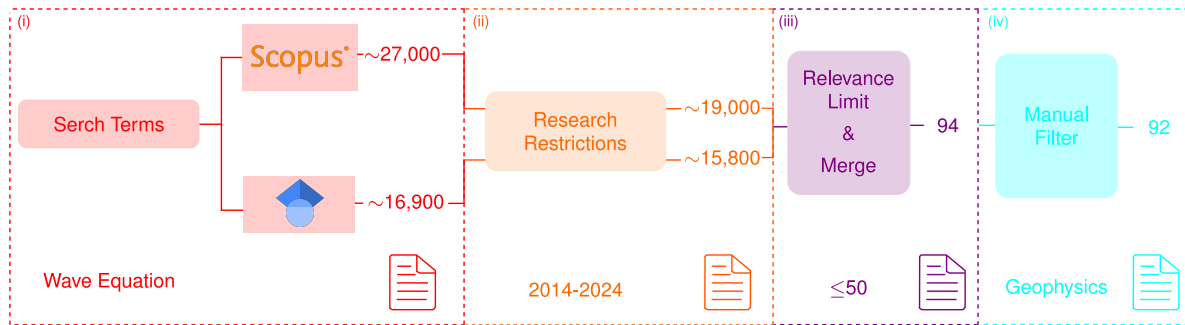 (i)
Serch Terms
Scopus
~27,000
~16,900
Wave Equation
(ii)
Research
Restrictions
~19,000
~15,800
2014-2024
(iii)
Relevance
Limit
&
Merge
94
≤50
(iv)
Manual
Filter
92
Geophysics